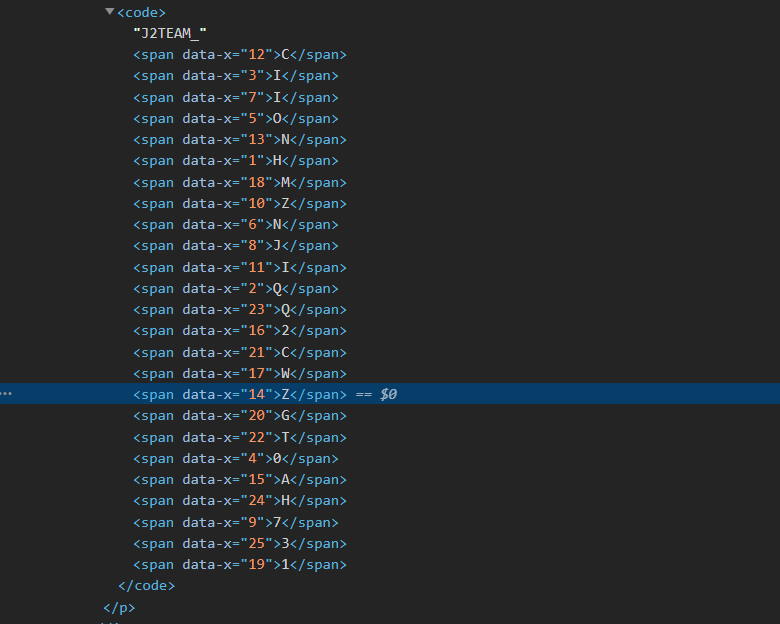 ▼<code>
"J2TEAM_"
<span data-x="12">C</span>
<span data-x="3">I</span>
<span data-x="7">I</span>
<span data-x="5">O</span>
<span data-x="13">N</span>
<span data-x="1">H</span>
<span data-x="18">M</span>
<span data-x="10">Z</span>
<span data-x="6">N</span>
<span data-x="8">J</span>
<span data-x="11">I</span>
<span data-x="2">Q</span>
<span data-x="23">Q</span>
<span data-x="16">2</span>
<span data-x="21">C</span>
<span data-x="17">W</span>
<span data-x="14">Z</span> == $0
<span data-x="20">G</span>
<span data-x="22">T</span>
<span data-x="4">0</span>
<span data-x="15">A</span>
<span data-x="24">H</span>
<span data-x="9">7</span>
<span data-x="25">3</span>
<span data-x="19">1</span>
</code>
</p>